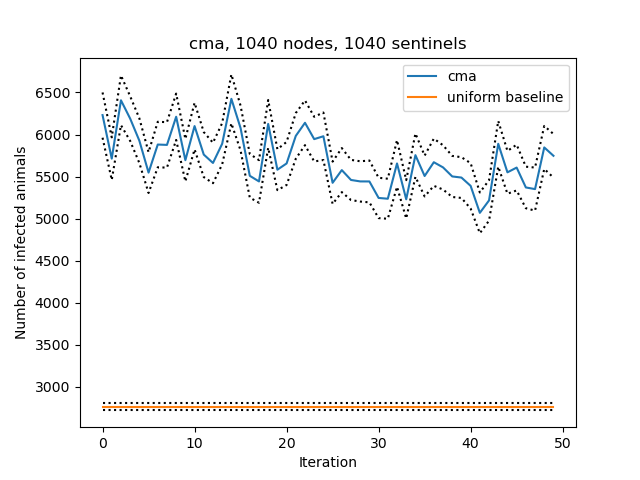 cma, 1040 nodes, 1040 sentinels
cma
uniform baseline
Number of infected animals
6500
6000
5500
5000
4500
4000
3500
3000
0 10 20 30 40 50
Iteration